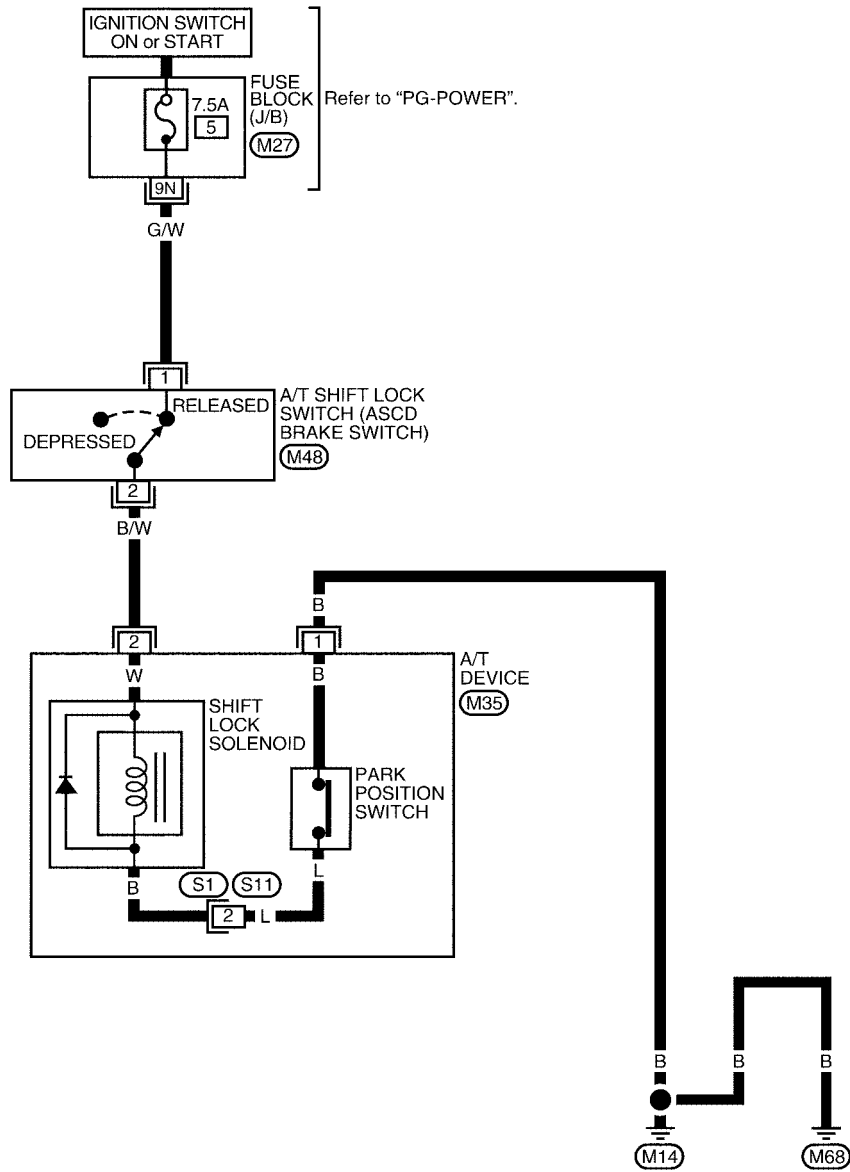 IGNITION SWITCH
ON or START
FUSE
BLOCK
(J/B)
7.5A
5
M27
Refer to “PG-POWER”.
9N
G/W
1
RELEASED
DEPRESSED
A/T SHIFT LOCK
SWITCH (ASCD
BRAKE SWITCH)
M48
2
B/W
B
2
1
W
B
A/T
DEVICE
M35
SHIFT
LOCK
SOLENOID
PARK
POSITION
SWITCH
B
S1
S11
L
2
L
B
B
B
M14
M68